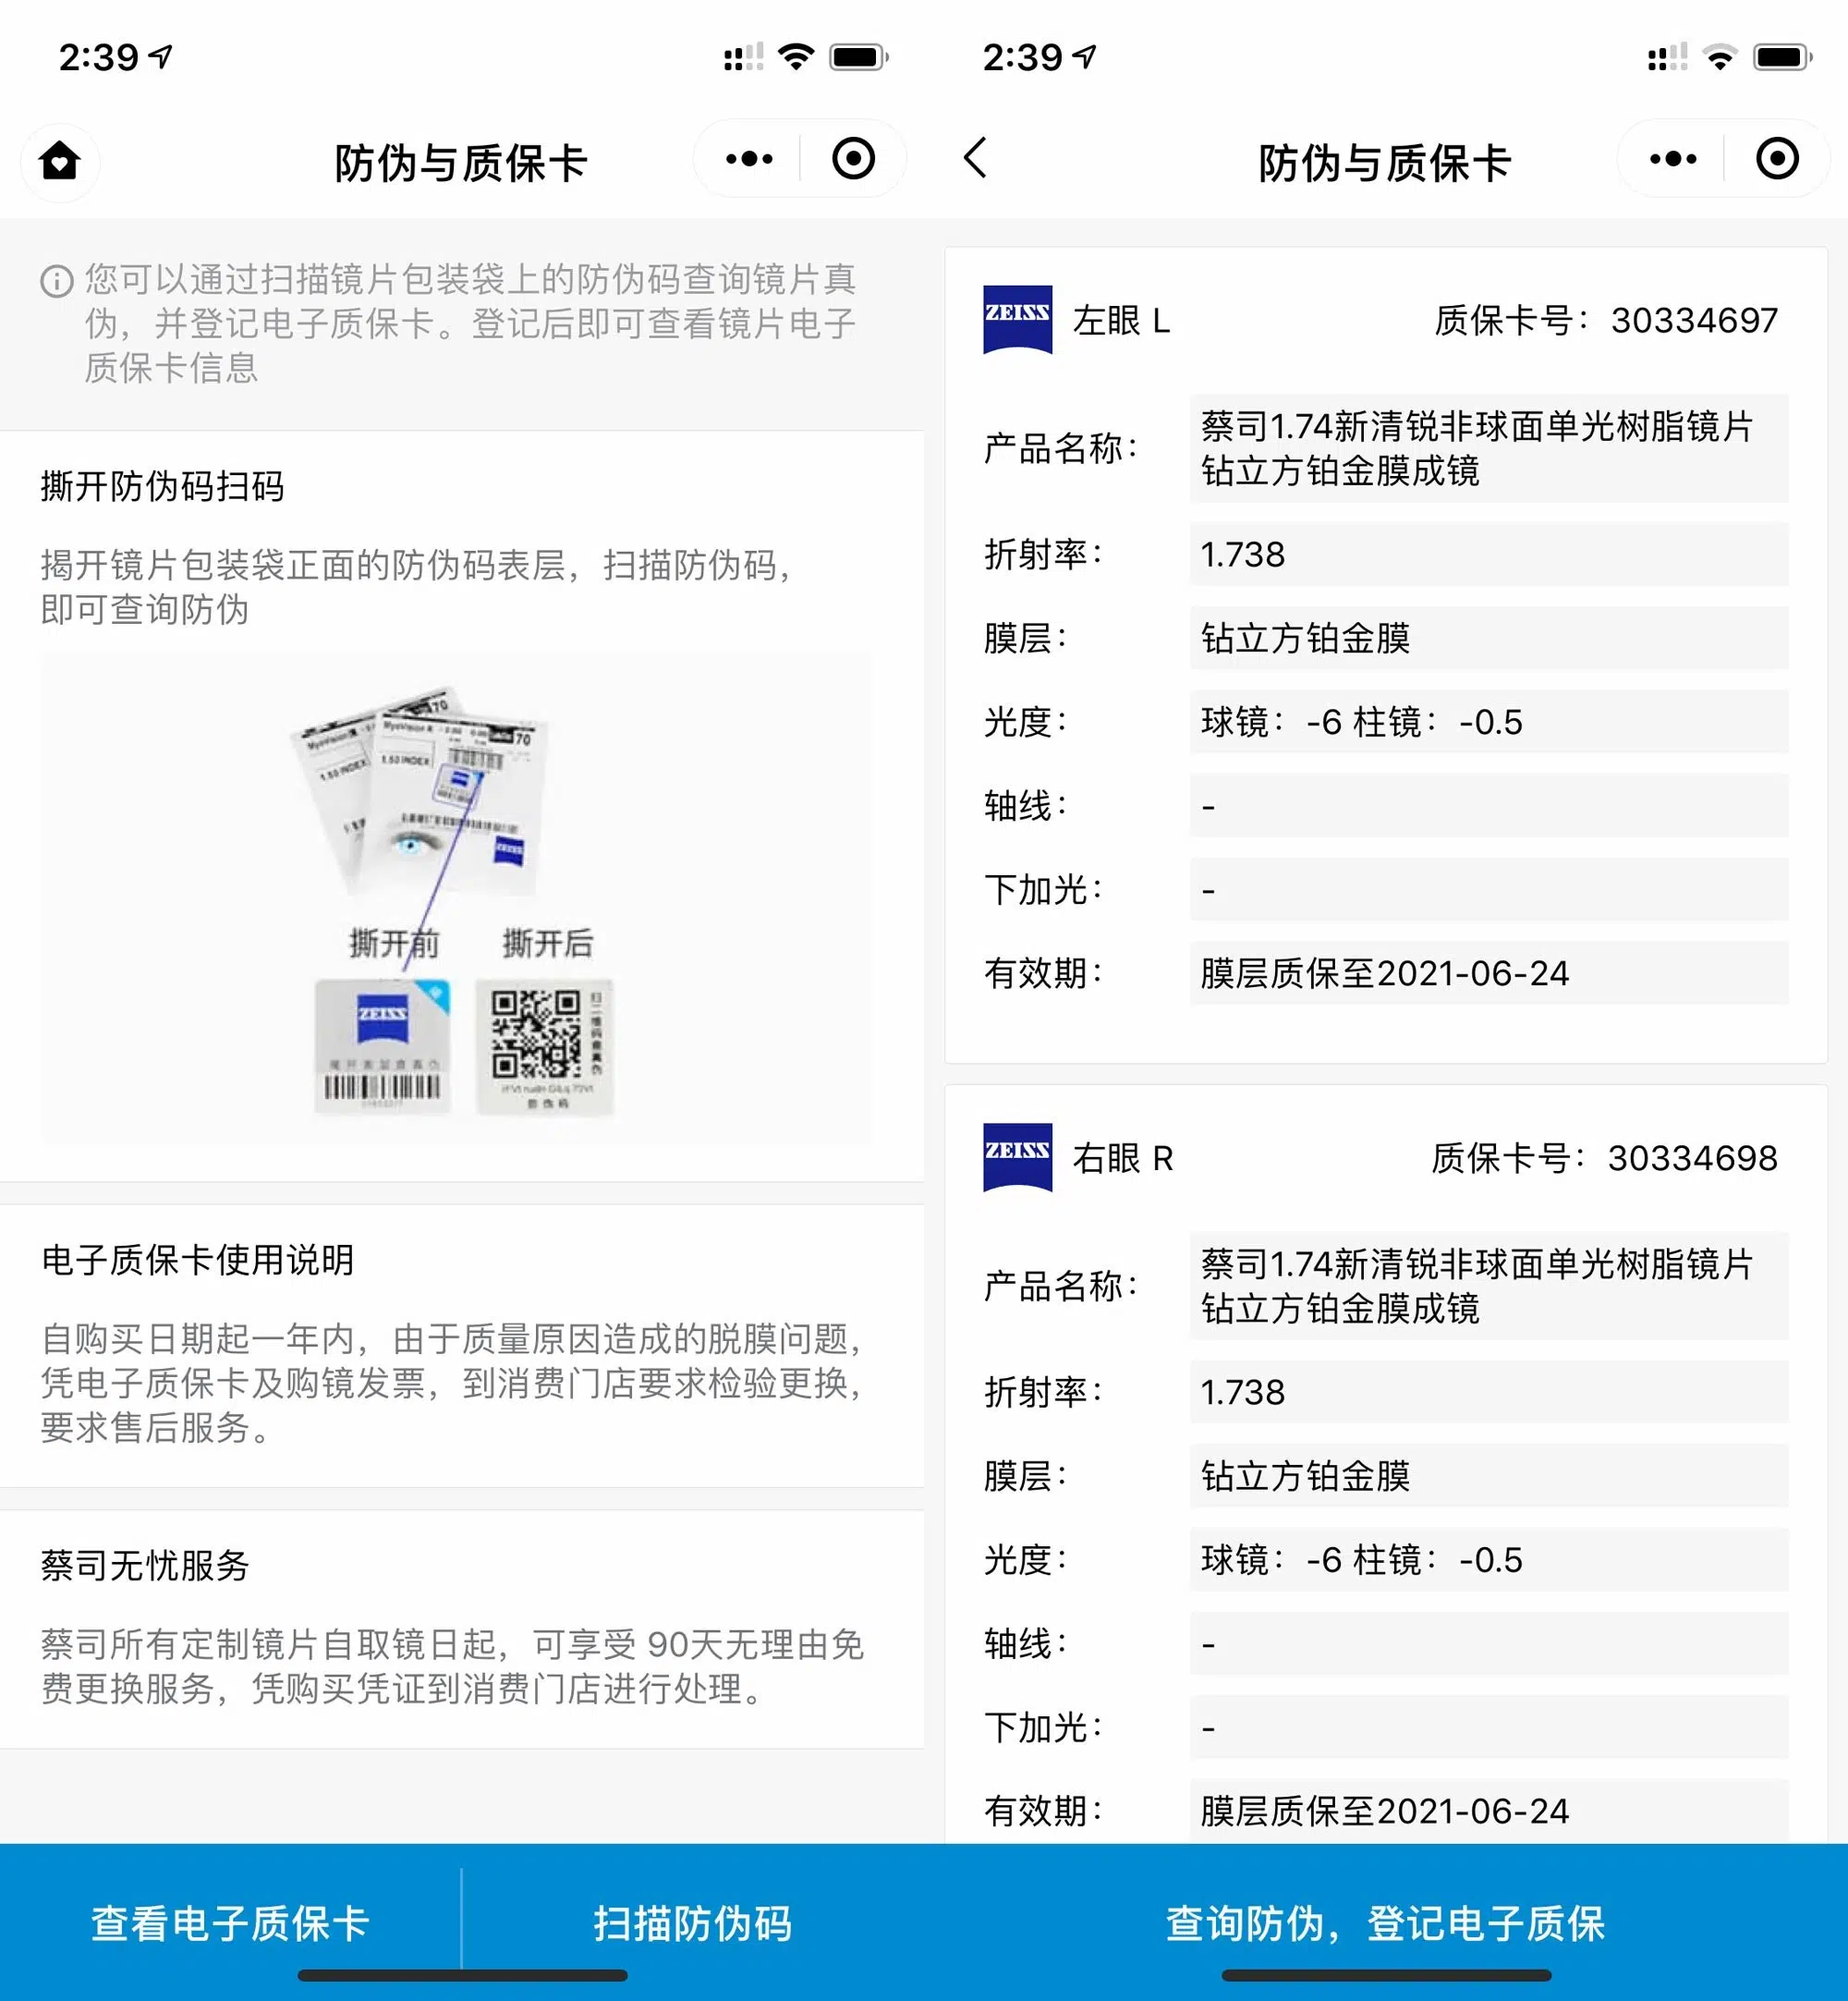 2:39
防伪与质保卡
您可以通过扫描镜片包装袋上的防伪码查询镜片真
伪，并登记电子质保卡。登记后即可查看镜片电子
质保卡信息
撕开防伪码扫码
揭开镜片包装袋正面的防伪码表层，扫描防伪码，
即可查询防伪
70
70
1.50 INDEX
1.50 INDEX
ZEISS
撕开前
撕开后
ZEISS
扫二维码查真伪
防伪码
电子质保卡使用说明
自购买日期起一年内，由于质量原因造成的脱膜问题，
凭电子质保卡及购镜发票，到消费门店要求检验更换，
要求售后服务。
蔡司无忧服务
蔡司所有定制镜片自取镜日起，可享受 90天无理由免
费更换服务，凭购买凭证到消费门店进行处理。
查看电子质保卡
扫描防伪码
2:39
防伪与质保卡
ZEISS
左眼 L
质保卡号：30334697
产品名称：
蔡司1.74新清锐非球面单光树脂镜片
钻立方铂金膜成镜
折射率：
1.738
膜层：
钻立方铂金膜
光度：
球镜：-6 柱镜：-0.5
轴线：
-
下加光：
-
有效期：
膜层质保至2021-06-24
ZEISS
右眼 R
质保卡号：30334698
产品名称：
蔡司1.74新清锐非球面单光树脂镜片
钻立方铂金膜成镜
折射率：
1.738
膜层：
钻立方铂金膜
光度：
球镜：-6 柱镜：-0.5
轴线：
-
下加光：
-
有效期：
膜层质保至2021-06-24
查询防伪，登记电子质保